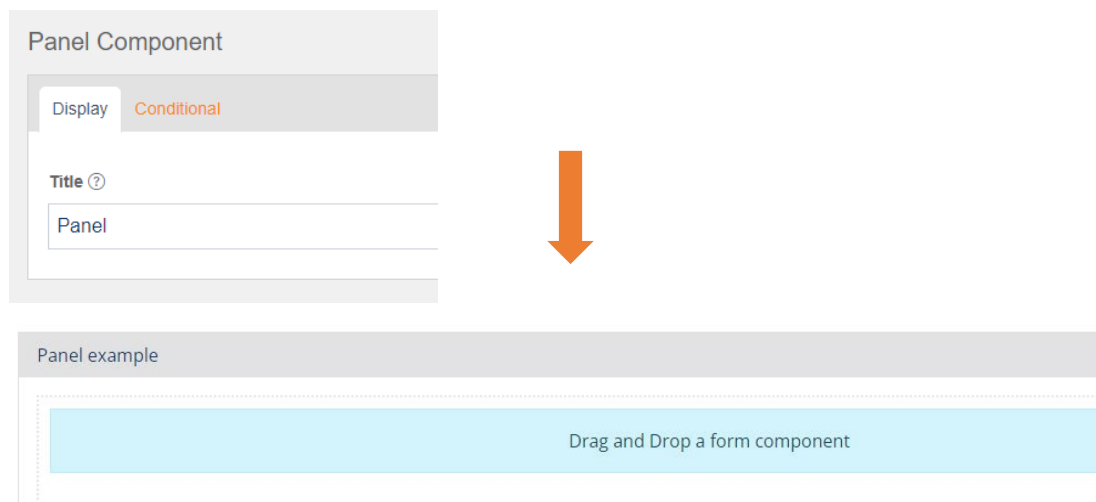 Panel Component
Display Conditional
Title ?
Panel
Panel example
Drag and Drop a form component